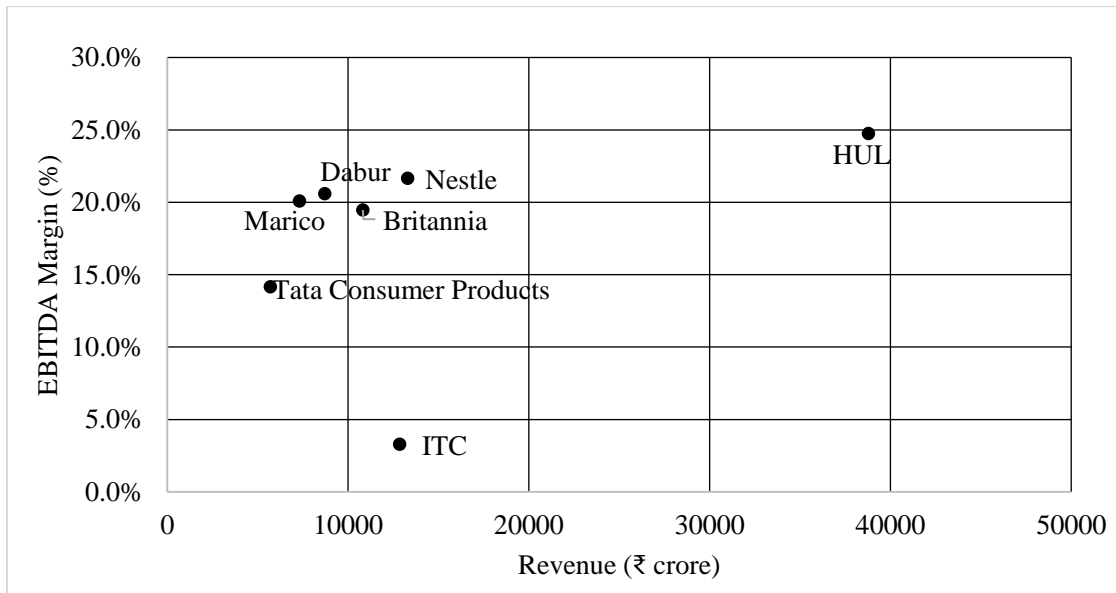 30.0%
25.0%
20.0%
15.0%
10.0%
5.0%
0.0%
EBITDA Margin (%)
HUL
Dabur
Nestle
Marico
Britannia
Tata Consumer Products
ITC
0 10000 20000 30000 40000 50000
Revenue (₹ crore)